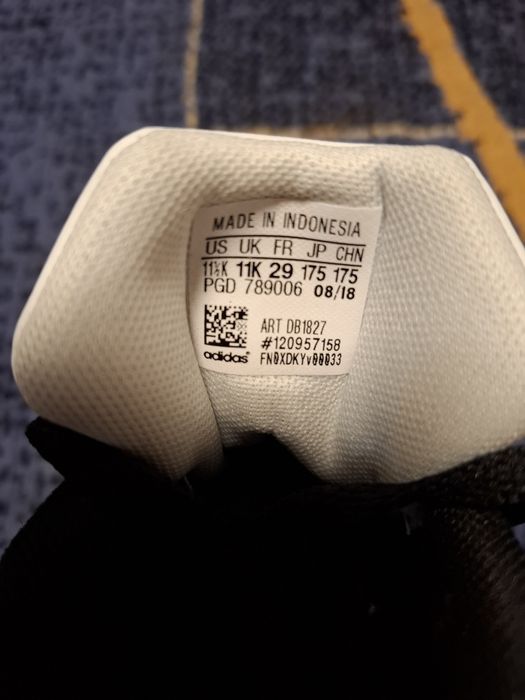 MADE IN INDONESIA
US UK FR JP CHN
11½K 11K 29 175 175
PGD 789006 08/18
ART DB1827
#120957158
adidas FN0XDKYv00033